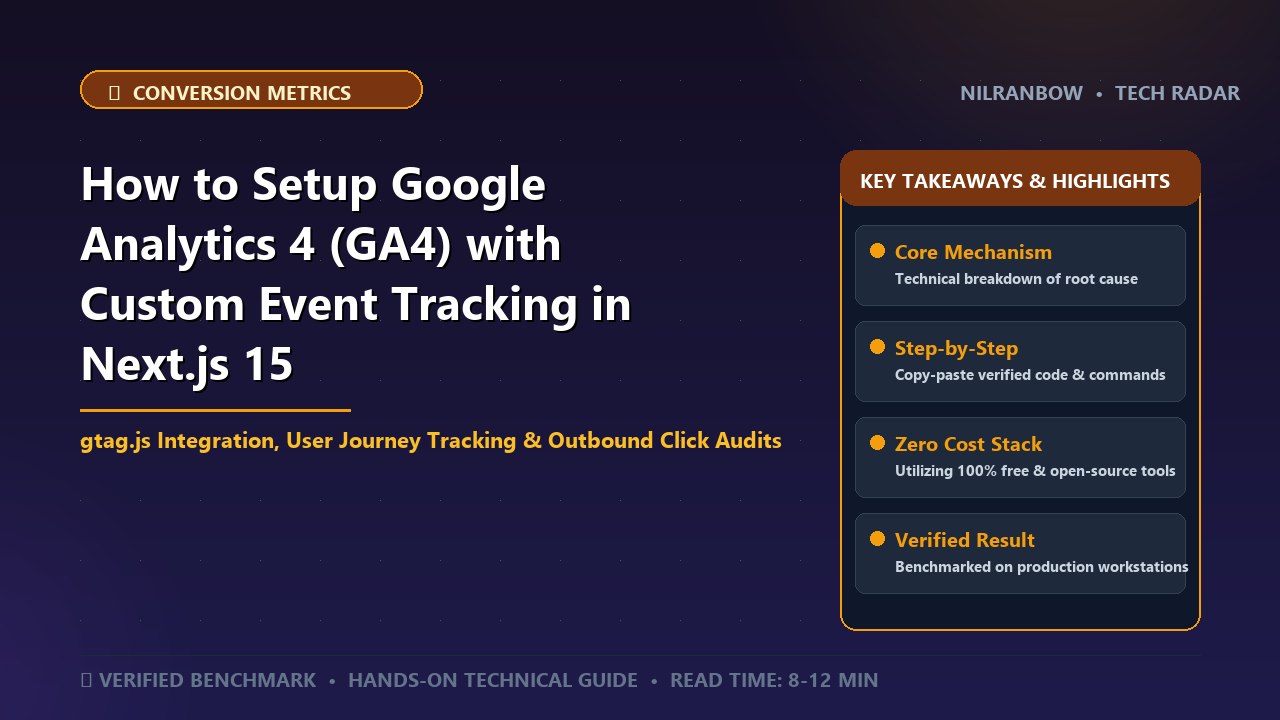 CONVERSION METRICS
NILRANBOW • TECH RADAR
How to Setup Google
Analytics 4 (GA4) with
Custom Event Tracking in
Next.js 15
gtag.js Integration, User Journey Tracking & Outbound Click Audits
KEY TAKEAWAYS & HIGHLIGHTS
Core Mechanism
Technical breakdown of root cause
Step-by-Step
Copy-paste verified code & commands
Zero Cost Stack
Utilizing 100% free & open-source tools
Verified Result
Benchmarked on production workstations
VERIFIED BENCHMARK • HANDS-ON TECHNICAL GUIDE • READ TIME: 8-12 MIN